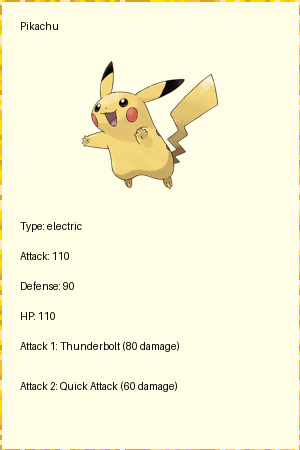 Pikachu
Type: electric
Attack: 110
Defense: 90
HP: 110
Attack 1: Thunderbolt (80 damage)
Attack 2: Quick Attack (60 damage)